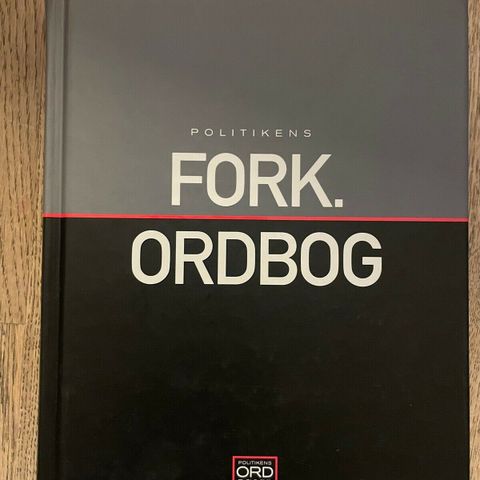 POLITIKENS
FORK.
ORDBOG
POLITIKENS
ORD